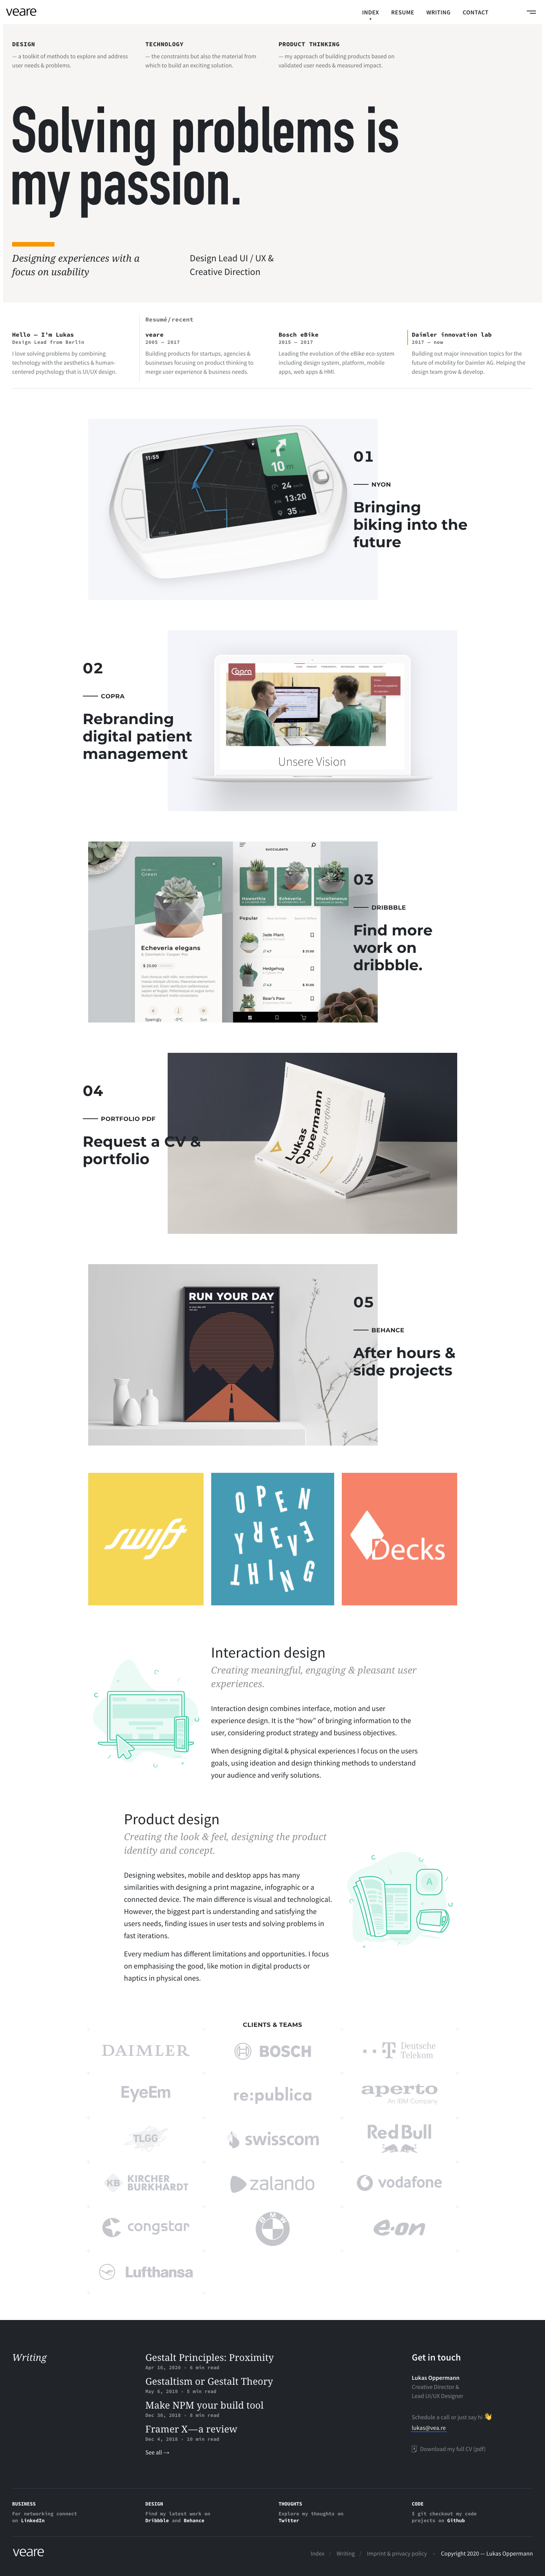 veare
INDEX RESUME WRITING CONTACT
DESIGN
— a toolkit of methods to explore and address
user needs & problems.
TECHNOLOGY
— the constraints but also the material from
which to build an exciting solution.
PRODUCT THINKING
— my approach of building products based on
validated user needs & measured impact.
Solving problems is
my passion.
Designing experiences with a
focus on usability
Design Lead UI / UX &
Creative Direction
Resumé/recent
Hello — I'm Lukas
Design Lead from Berlin
I love solving problems by combining
technology with the aesthetics & human-
centered psychology that is UI/UX design.
veare
2005 — 2017
Building products for startups, agencies &
businesses focusing on product thinking to
merge user experience & business needs.
Bosch eBike
2015 — 2017
Leading the evolution of the eBike eco-system
including design system, platform, mobile
apps, web apps & HMI.
Daimler innovation lab
2017 — now
Building out major innovation topics for the
future of mobility for Daimler AG. Helping the
design team grow & develop.
11:55
10 m
24
13:20
35
01
NYON
Bringing
biking into the
future
02
COPRA
Rebranding
digital patient
management
Copra
Unsere Vision
Green
Echeveria elegans
$ 35.00
Sparingly
-5°C
Sun
SUCCULENTS
Haworthia
Echeveria
Miscellaneous
Popular
Jade Plant
4.7
$ 31.00
Hedgehog
4.2
$ 31.00
Bear's Paw
03
DRIBBBLE
Find more
work on
dribbble.
04
PORTFOLIO PDF
Request a CV &
portfolio
Lukas
Oppermann
Design portfolio
RUN YOUR DAY
05
BEHANCE
After hours &
side projects
swift
OPEN
EVERY
THING
Decks
Interaction design
Creating meaningful, engaging & pleasant user
experiences.
Interaction design combines interface, motion and user
experience design. It is the “how” of bringing information to the
user, considering product strategy and business objectives.
When designing digital & physical experiences I focus on the users
goals, using ideation and design thinking methods to understand
your audience and verify solutions.
Product design
Creating the look & feel, designing the product
identity and concept.
Designing websites, mobile and desktop apps has many
similarities with designing a print magazine, infographic or a
connected device. The main difference is visual and technological.
However, the biggest part is understanding and satisfying the
users needs, finding issues in user tests and solving problems in
fast iterations.
Every medium has different limitations and opportunities. I focus
on emphasising the good, like motion in digital products or
haptics in physical ones.
A
CLIENTS & TEAMS
DAIMLER
BOSCH
Deutsche
Telekom
EyeEm
re:publica
aperto
An IBM Company
TLGG
swisscom
Red Bull
KB KIRCHER
BURKHARDT
zalando
vodafone
congstar
BMW
e·on
Lufthansa
Writing
Gestalt Principles: Proximity
Apr 16, 2020 · 6 min read
Gestaltism or Gestalt Theory
May 6, 2019 · 5 min read
Make NPM your build tool
Dec 30, 2018 · 8 min read
Framer X — a review
Dec 4, 2018 · 10 min read
See all →
Get in touch
Lukas Oppermann
Creative Director &
Lead UI/UX Designer
Schedule a call or just say hi 👋
lukas@vea.re
Download my full CV (pdf)
BUSINESS
For networking connect
on LinkedIn
DESIGN
Find my latest work on
Dribbble and Behance
THOUGHTS
Explore my thoughts on
Twitter
CODE
$ git checkout my code
projects on Github
veare
Index / Writing / Imprint & privacy policy · Copyright 2020 — Lukas Oppermann